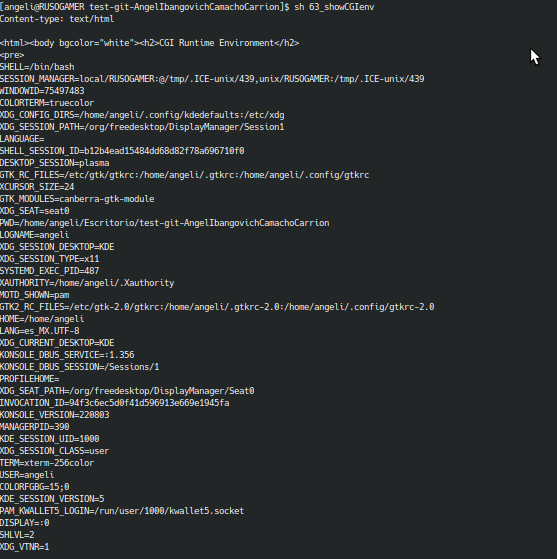 [angeli@RUSOGAMER test-git-AngelIbangovichCamachoCarrion]$ sh 63_showCGIenv
Content-type: text/html

<html><body bgcolor="white"><h2>CGI Runtime Environment</h2>
<pre>
SHELL=/bin/bash
SESSION_MANAGER=local/RUSOGAMER:@/tmp/.ICE-unix/439,unix/RUSOGAMER:/tmp/.ICE-unix/439
WINDOWID=75497483
COLORTERM=truecolor
XDG_CONFIG_DIRS=/home/angeli/.config/kdedefaults:/etc/xdg
XDG_SESSION_PATH=/org/freedesktop/DisplayManager/Session1
LANGUAGE=
SHELL_SESSION_ID=b12b4ead15484dd68d82f78a696710f0
DESKTOP_SESSION=plasma
GTK_RC_FILES=/etc/gtk/gtkrc:/home/angeli/.gtkrc:/home/angeli/.config/gtkrc
XCURSOR_SIZE=24
GTK_MODULES=canberra-gtk-module
XDG_SEAT=seat0
PWD=/home/angeli/Escritorio/test-git-AngelIbangovichCamachoCarrion
LOGNAME=angeli
XDG_SESSION_DESKTOP=KDE
XDG_SESSION_TYPE=x11
SYSTEMD_EXEC_PID=487
XAUTHORITY=/home/angeli/.Xauthority
MOTD_SHOWN=pam
GTK2_RC_FILES=/etc/gtk-2.0/gtkrc:/home/angeli/.gtkrc-2.0:/home/angeli/.config/gtkrc-2.0
HOME=/home/angeli
LANG=es_MX.UTF-8
XDG_CURRENT_DESKTOP=KDE
KONSOLE_DBUS_SERVICE=:1.356
KONSOLE_DBUS_SESSION=/Sessions/1
PROFILEHOME=
XDG_SEAT_PATH=/org/freedesktop/DisplayManager/Seat0
INVOCATION_ID=94f3c6ec5d0f41d596913e669e1945fa
KONSOLE_VERSION=220803
MANAGERPID=390
KDE_SESSION_UID=1000
XDG_SESSION_CLASS=user
TERM=xterm-256color
USER=angeli
COLORFGBG=15;0
KDE_SESSION_VERSION=5
PAM_KWALLET5_LOGIN=/run/user/1000/kwallet5.socket
DISPLAY=:0
SHLVL=2
XDG_VTNR=1